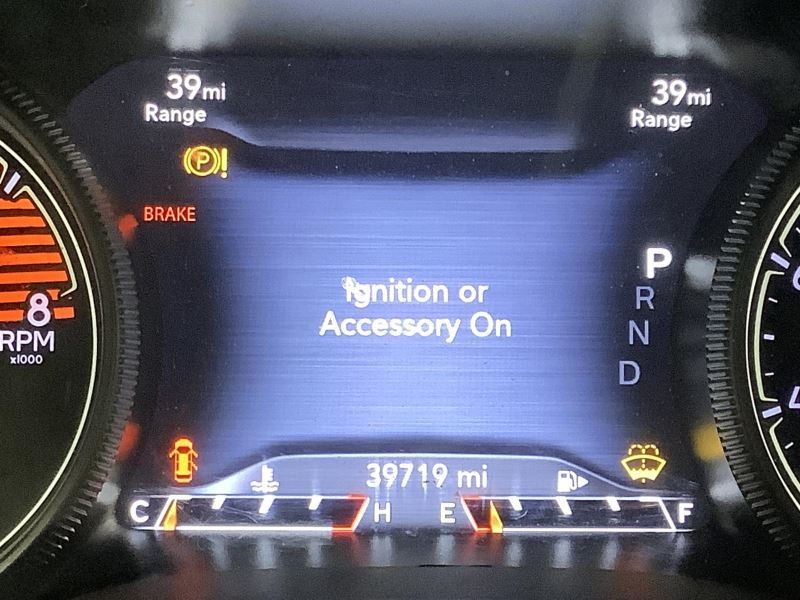 39mi
Range
39mi
Range
P!
BRAKE
Ignition or
Accessory On
P
R
N
D
8
RPM
x1000
39719 mi
C
H
E
F